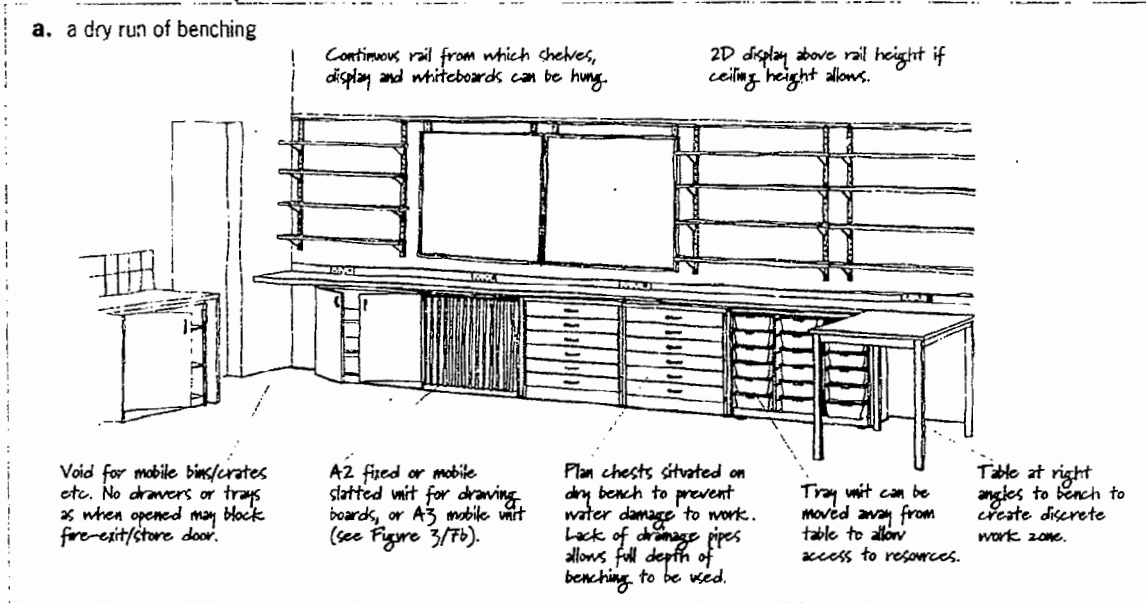 a. a dry run of benching
Continuous rail from which shelves,
display and whiteboards can be hung.
2D display above rail height if
ceiling height allows.
Void for mobile bins/crates
etc. No drawers or trays
as when opened may block
fire-exit/store door.
A2 fixed or mobile
slatted unit for drawing
boards, or A3 mobile unit
(see Figure 3/7b).
Plan chests situated on
dry bench to prevent
water damage to work.
Lack of drainage pipes
allows full depth of
benching to be used.
Tray unit can be
moved away from
table to allow
access to resources.
Table at right
angles to bench to
create discrete
work zone.